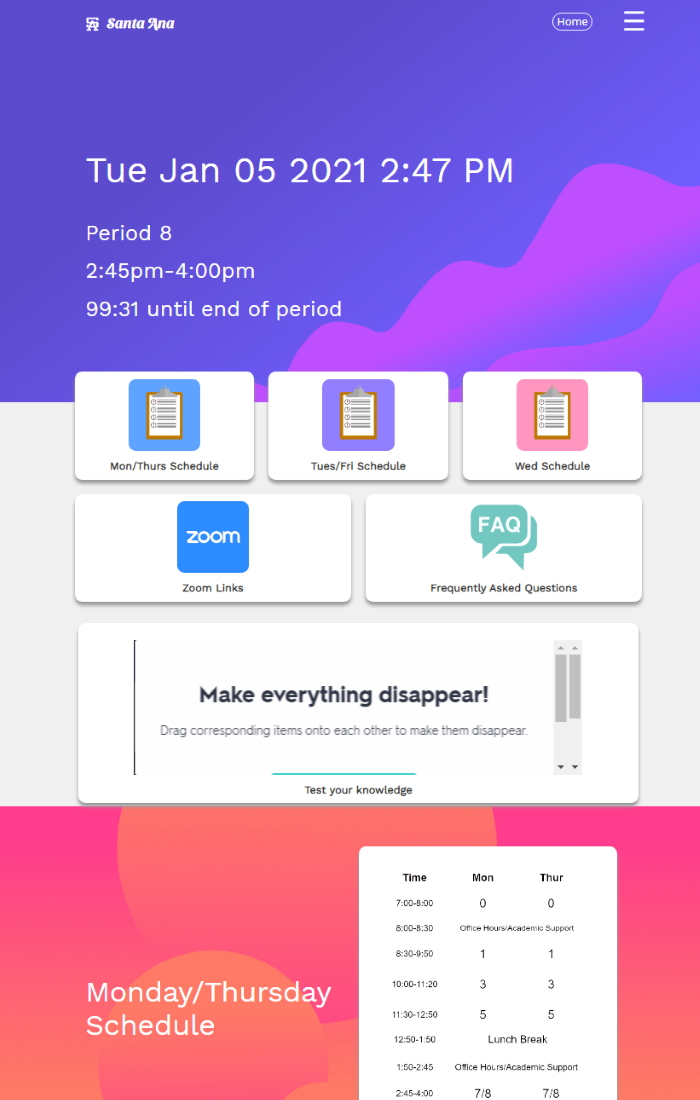 Santa Ana
Home
Tue Jan 05 2021 2:47 PM
Period 8
2:45pm-4:00pm
99:31 until end of period
Mon/Thurs Schedule
Tues/Fri Schedule
Wed Schedule
zoom
FAQ
Zoom Links
Frequently Asked Questions
Make everything disappear!
Drag corresponding items onto each other to make them disappear.
Test your knowledge
Monday/Thursday
Schedule
Time Mon Thur
7:00-8:00 0 0
8:00-8:30 Office Hours/Academic Support
8:30-9:50 1 1
10:00-11:20 3 3
11:30-12:50 5 5
12:50-1:50 Lunch Break
1:50-2:45 Office Hours/Academic Support
2:45-4:00 7/8 7/8